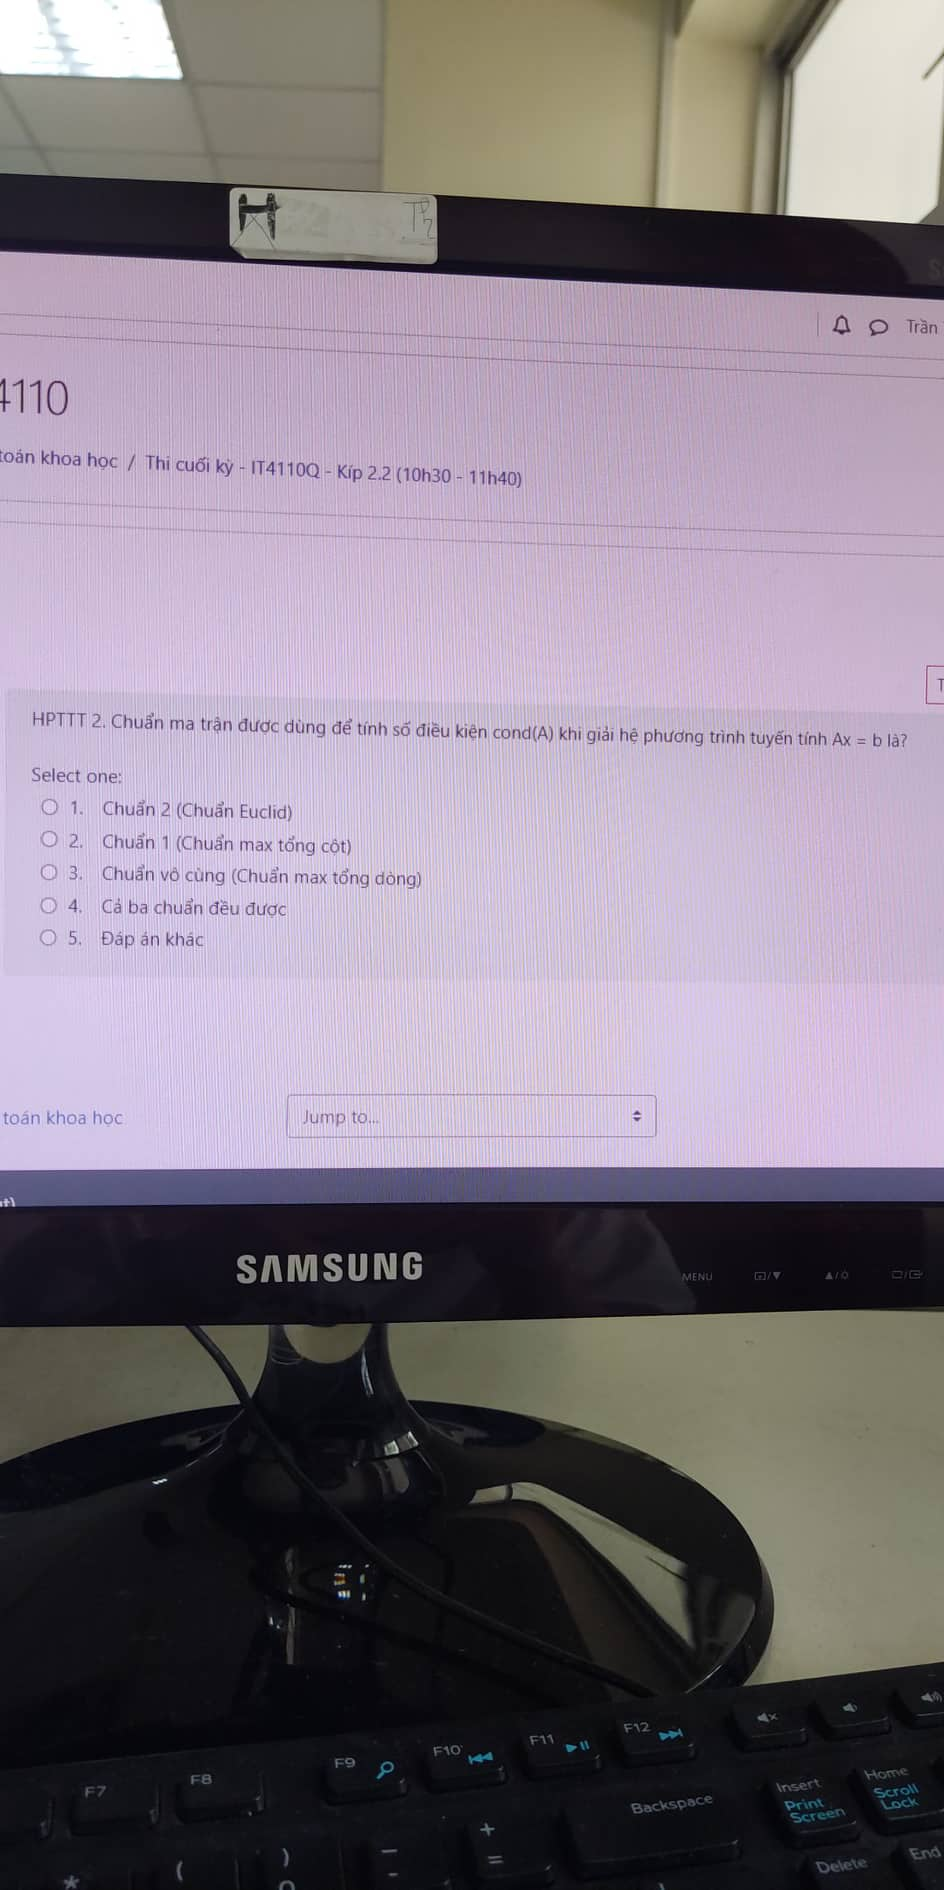 Trần
4110
toán khoa học / Thi cuối kỳ - IT4110Q - Kíp 2.2 (10h30 - 11h40)
HPTTT 2. Chuẩn ma trận được dùng để tính số điều kiện cond(A) khi giải hệ phương trình tuyến tính Ax = b là?
Select one:
1. Chuẩn 2 (Chuẩn Euclid)
2. Chuẩn 1 (Chuẩn max tổng cột)
3. Chuẩn vô cùng (Chuẩn max tổng dòng)
4. Cả ba chuẩn đều được
5. Đáp án khác
toán khoa học
Jump to...
SAMSUNG
MENU
F7 F8 F9 F10 F11 F12
Backspace
Insert
Print
Screen
Home
Scroll
Lock
Delete
End